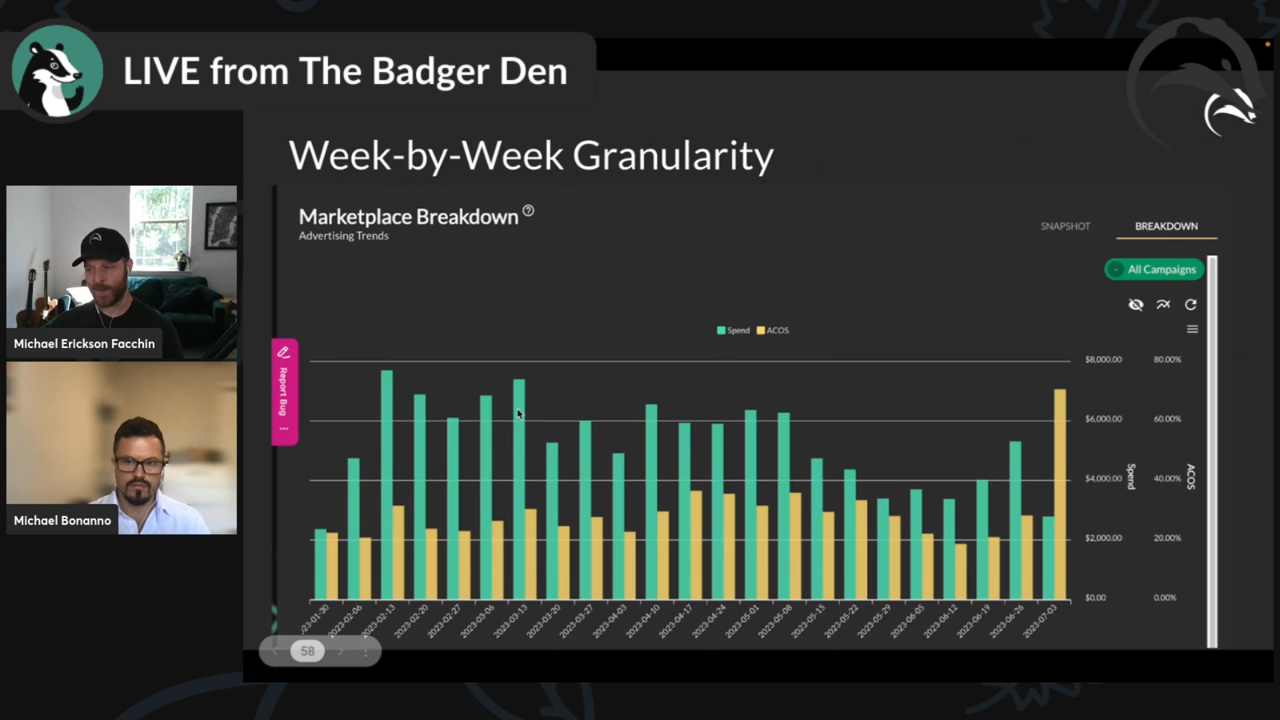 LIVE from The Badger Den
Week-by-Week Granularity
Marketplace Breakdown ?
Advertising Trends
SNAPSHOT
BREAKDOWN
- All Campaigns
Spend ACOS
Michael Erickson Facchin
Michael Bonanno
Report Bug
$8,000.00 80.00%
$6,000.00 60.00%
$4,000.00 40.00%
$2,000.00 20.00%
$0.00 0.00%
Spend
ACOS
23-01-30
2023-02-06
2023-02-13
2023-02-20
2023-02-27
2023-03-06
2023-03-13
2023-03-20
2023-03-27
2023-04-03
2023-04-10
2023-04-17
2023-04-24
2023-05-01
2023-05-08
2023-05-15
2023-05-22
2023-05-29
2023-06-05
2023-06-12
2023-06-19
2023-06-26
2023-07-03
58